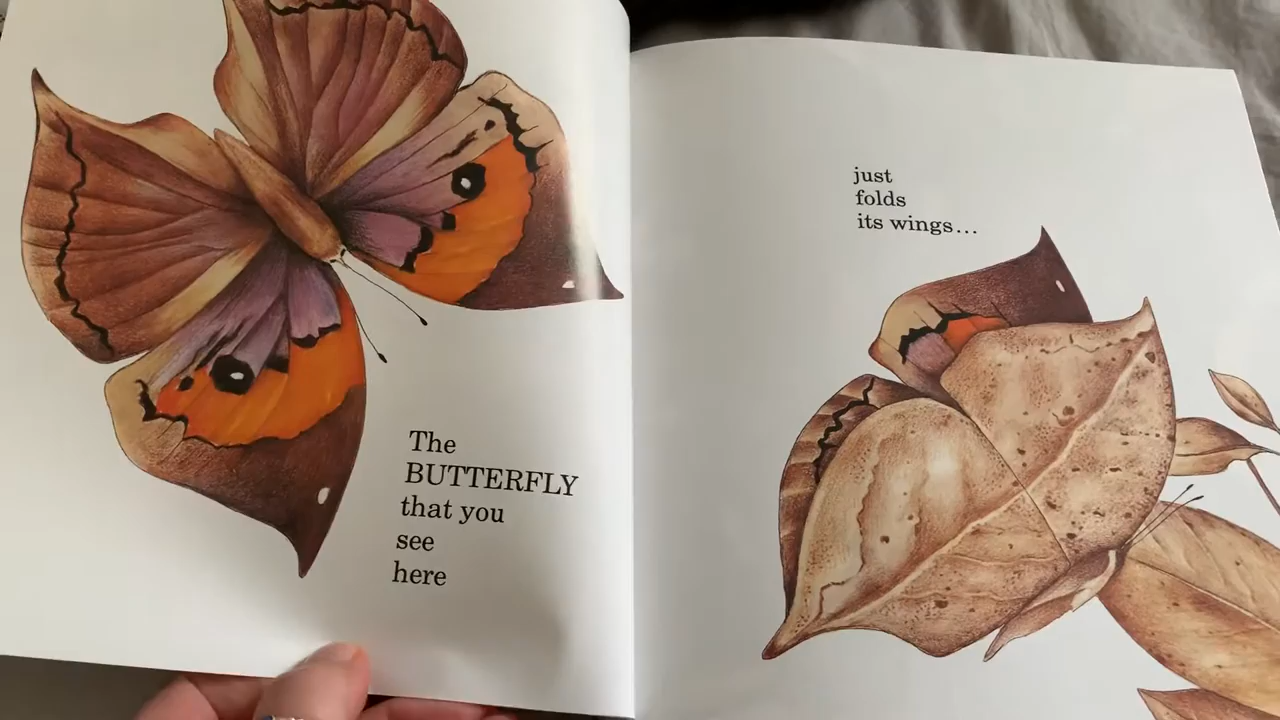 The
BUTTERFLY
that you
see
here
just
folds
its wings...